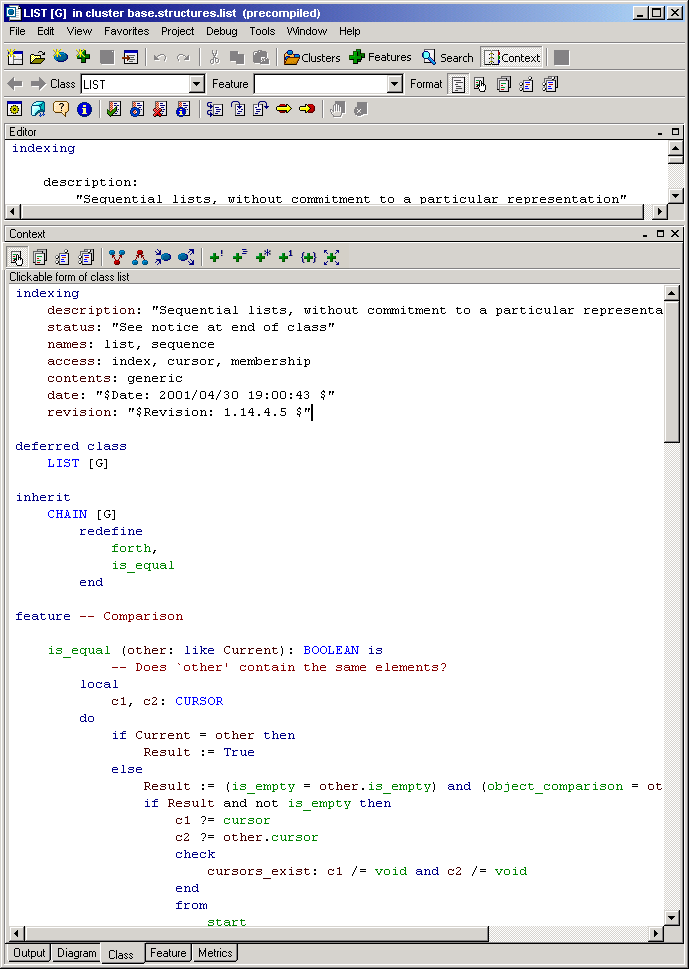 LIST [G]  in cluster base.structures.list  (precompiled)
File Edit View Favorites Project Debug Tools Window Help
Clusters Features Search Context
Class LIST Feature Format
Editor
indexing
description:
"Sequential lists, without commitment to a particular representation"
Context
Clickable form of class list
indexing
description: "Sequential lists, without commitment to a particular representa
status: "See notice at end of class"
names: list, sequence
access: index, cursor, membership
contents: generic
date: "$Date: 2001/04/30 19:00:43 $"
revision: "$Revision: 1.14.4.5 $"
deferred class
LIST [G]
inherit
CHAIN [G]
redefine
forth,
is_equal
end
feature -- Comparison
is_equal (other: like Current): BOOLEAN is
-- Does `other' contain the same elements?
local
c1, c2: CURSOR
do
if Current = other then
Result := True
else
Result := (is_empty = other.is_empty) and (object_comparison = ot
if Result and not is_empty then
c1 ?= cursor
c2 ?= other.cursor
check
cursors_exist: c1 /= void and c2 /= void
end
from
start
Output Diagram Class Feature Metrics